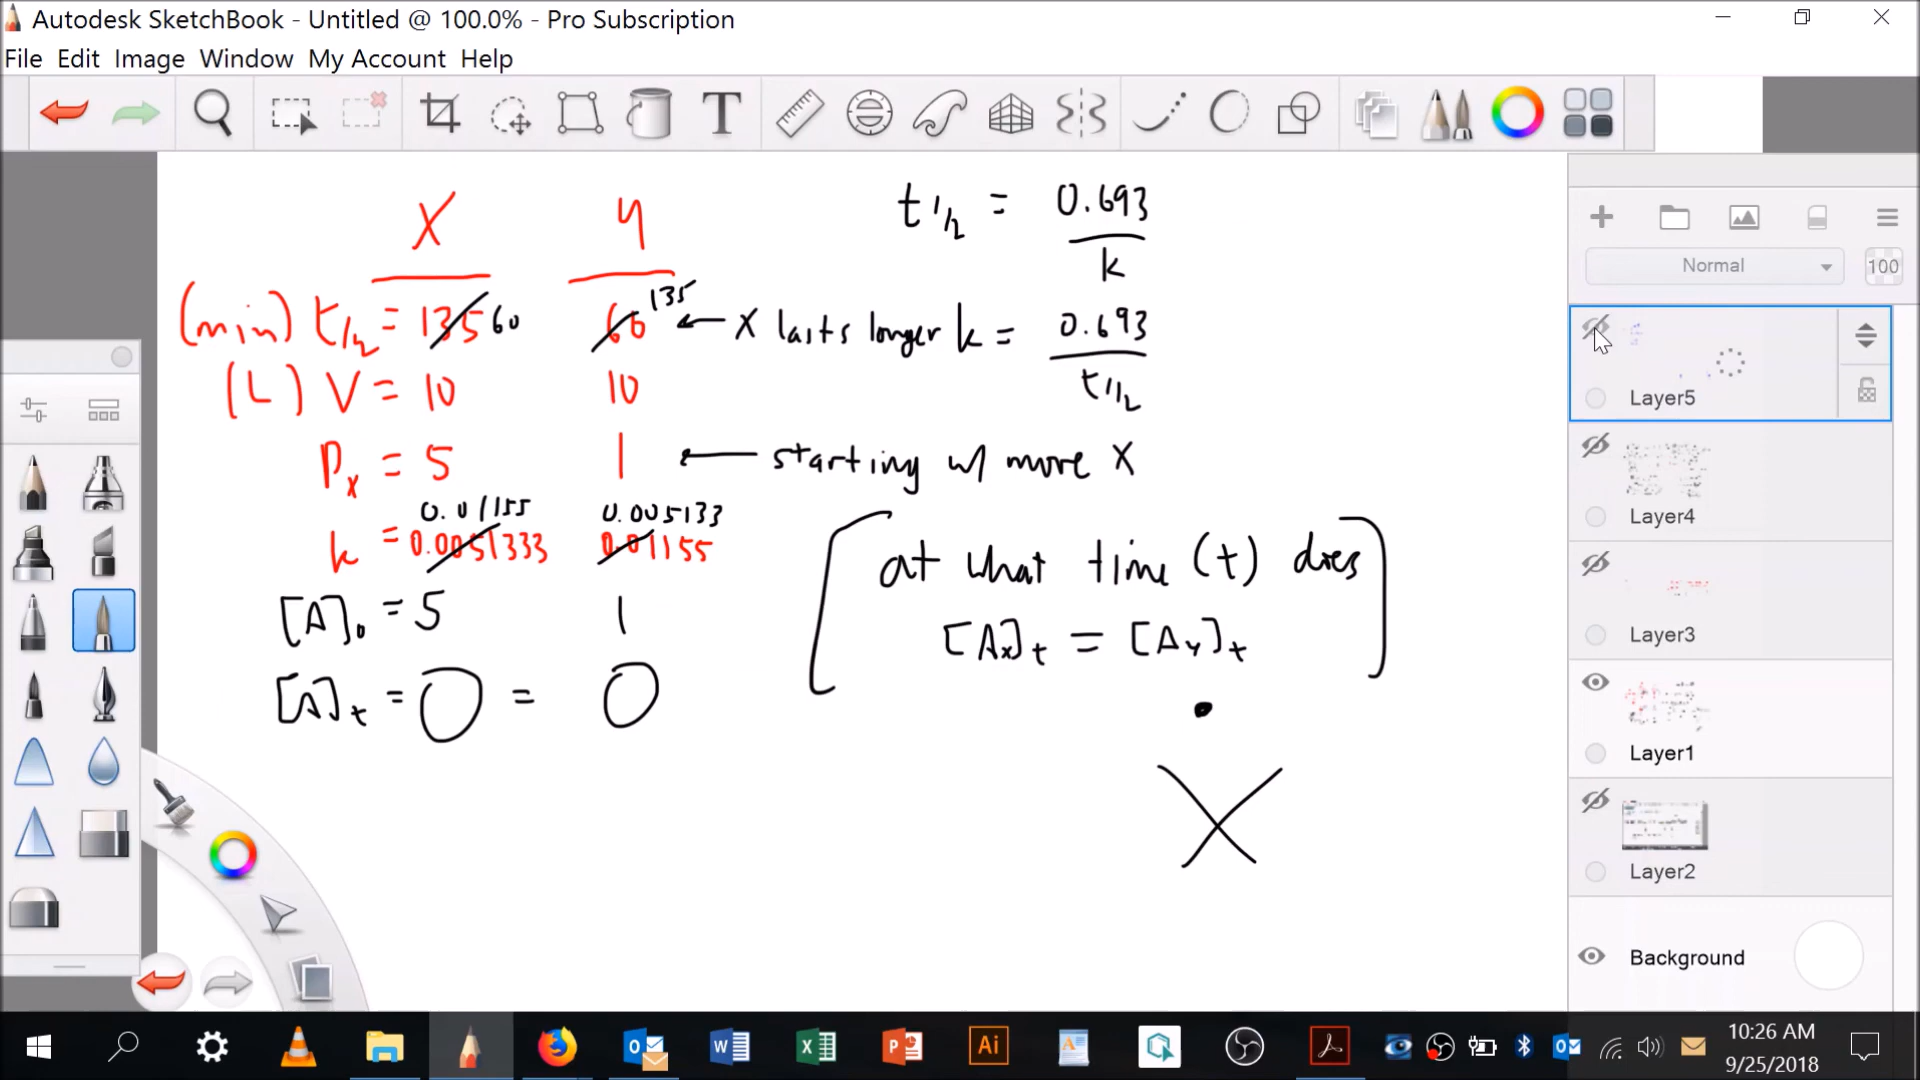 Autodesk SketchBook - Untitled @ 100.0% - Pro Subscription
File Edit Image Window My Account Help
X Y
(min) t1/2 = 135 60 60 135 ← X lasts longer
(L) V = 10 10
Px = 5 1 ← starting w/ more X
0.01155 0.005133
k = 0.0051333 0.01155
[A]0 = 5 1
[A]t = O = O
t1/2 = 0.693
k
k = 0.693
t1/2
at what time (t) does
[Ax]t = [Ay]t
X
Normal 100
Layer5
Layer4
Layer3
Layer1
Layer2
Background
10:26 AM
9/25/2018